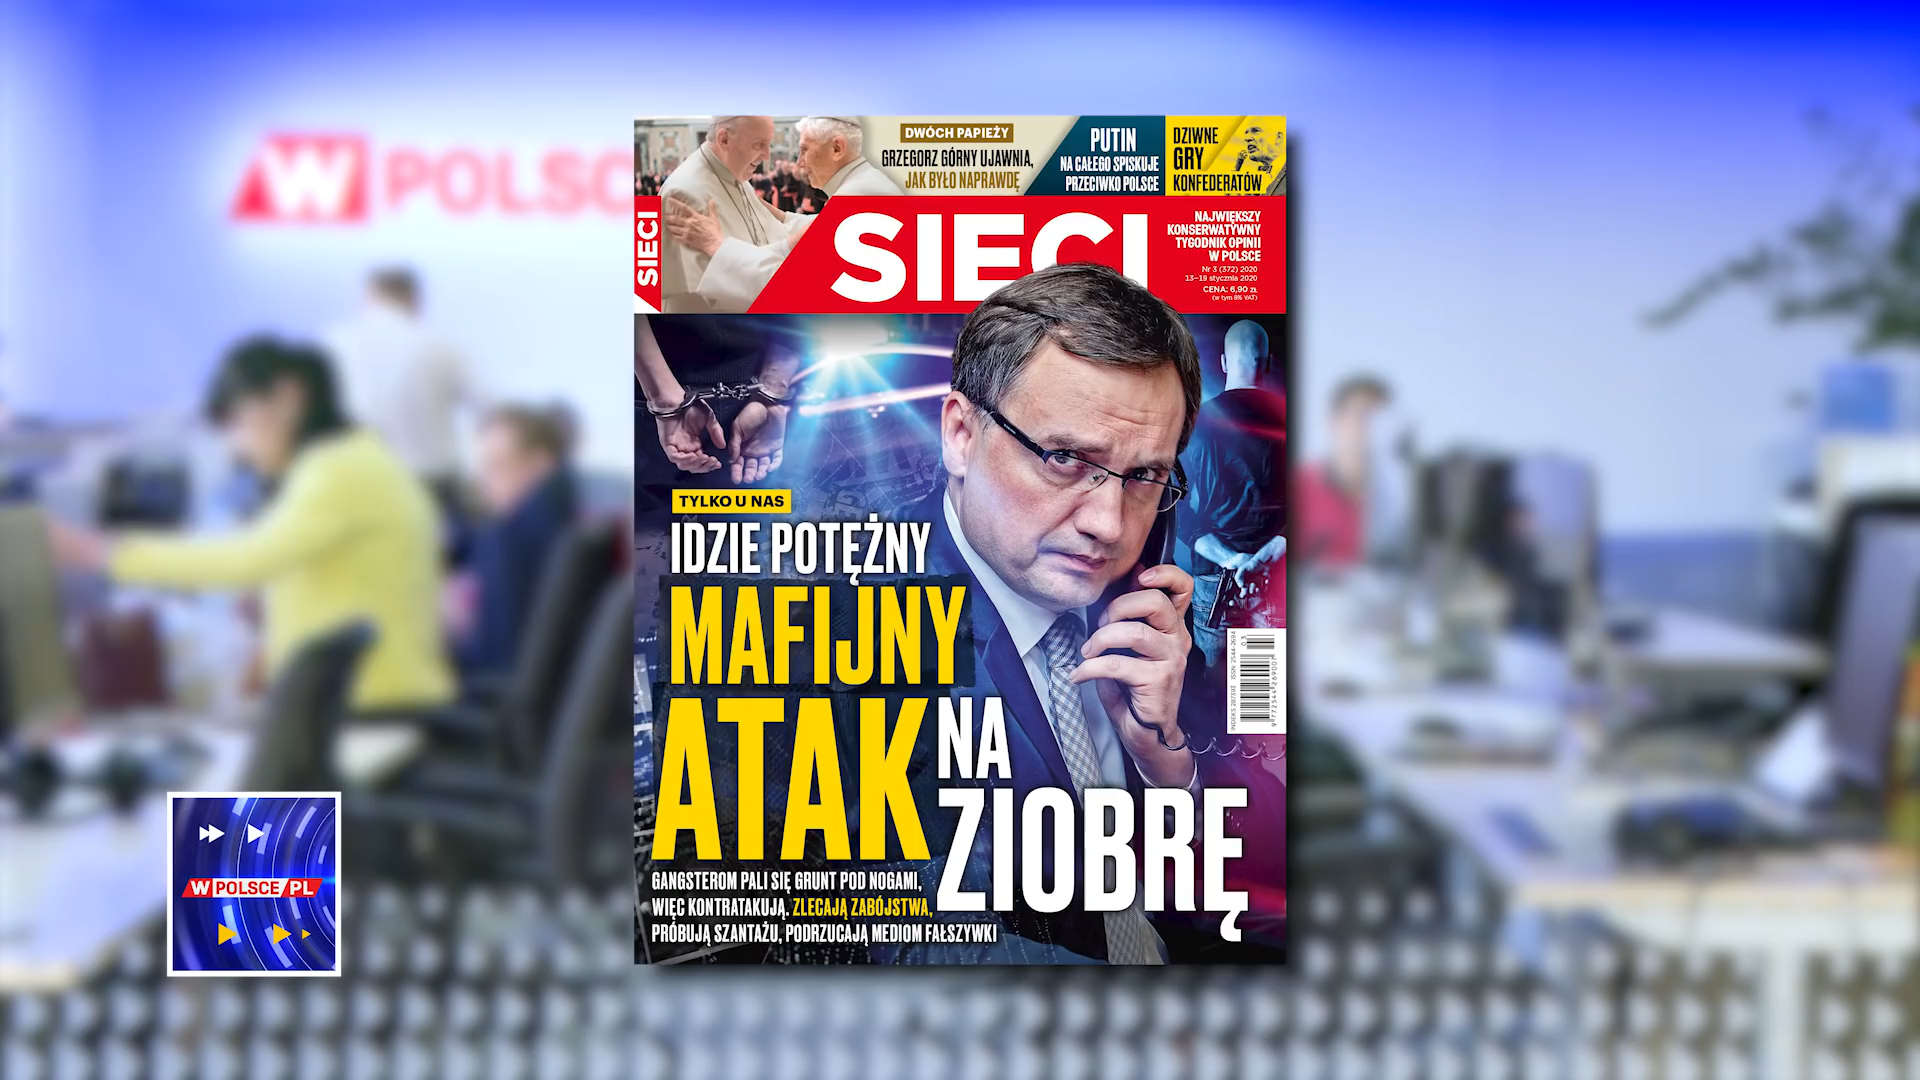 W POLSC
DWÓCH PAPIEŻY
GRZEGORZ GÓRNY UJAWNIA,
JAK BYŁO NAPRAWDĘ
PUTIN
NA CAŁEGO SPISKUJE
PRZECIWKO POLSCE
DZIWNE
GRY
KONFEDERATÓW
SIECI
SIECI
NAJWIĘKSZY
KONSERWATYWNY
TYGODNIK OPINII
W POLSCE
Nr 3 (372) 2020
13–19 stycznia 2020
CENA: 6,90 ZŁ
(w tym 8% VAT)
TYLKO U NAS
IDZIE POTĘŻNY
MAFIJNY
ATAK NA
ZIOBRĘ
GANGSTEROM PALI SIĘ GRUNT POD NOGAMI,
WIĘC KONTRATAKUJĄ. ZLECAJĄ ZABÓJSTWA,
PRÓBUJĄ SZANTAŻU, PODRZUCAJĄ MEDIOM FAŁSZYWKI
W POLSCE PL